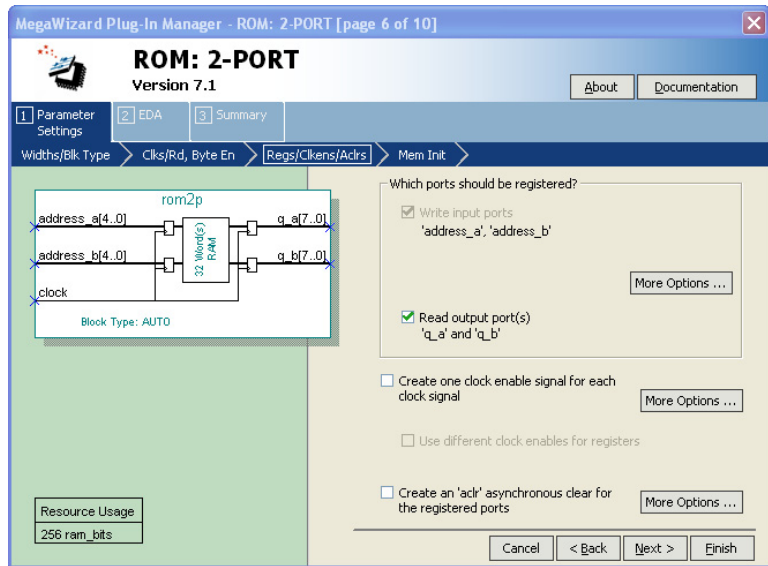 MegaWizard Plug-In Manager - ROM: 2-PORT [page 6 of 10]
ROM: 2-PORT
Version 7.1
About
Documentation
1 Parameter Settings
2 EDA
3 Summary
Widths/Blk Type
Clks/Rd, Byte En
Regs/Clkens/Aclrs
Mem Init
rom2p
address_a[4..0]
q_a[7..0]
address_b[4..0]
q_b[7..0]
32 Word(s)
RAM
clock
Block Type: AUTO
Resource Usage
256 ram_bits
Which ports should be registered?
Write input ports
'address_a', 'address_b'
More Options ...
Read output port(s)
'q_a' and 'q_b'
Create one clock enable signal for each
clock signal
More Options ...
Use different clock enables for registers
Create an 'aclr' asynchronous clear for
the registered ports
More Options ...
Cancel
< Back
Next >
Finish